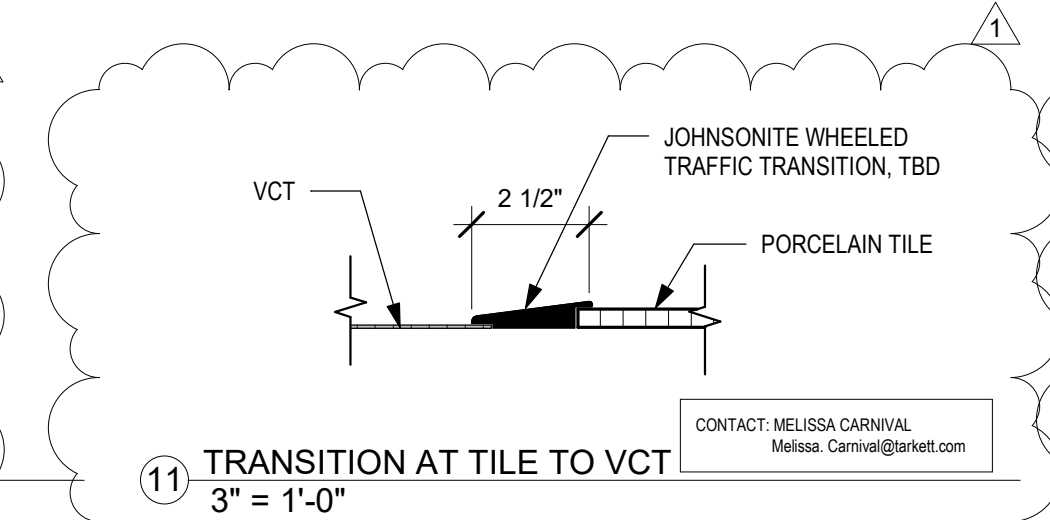 1
JOHNSONITE WHEELED
TRAFFIC TRANSITION, TBD
VCT
2 1/2"
PORCELAIN TILE
CONTACT: MELISSA CARNIVAL
Melissa. Carnival@tarkett.com
11 TRANSITION AT TILE TO VCT
3" = 1'-0"